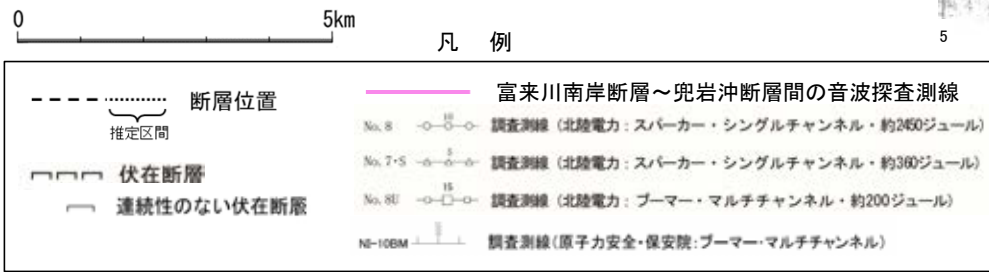 0 5km
5
凡 例
断層位置
推定区間
伏在断層
連続性のない伏在断層
富来川南岸断層～兜岩沖断層間の音波探査測線
No. 8 10 調査測線（北陸電力：スパーカー・シングルチャンネル・約2450ジュール）
No. 7・S 5 調査測線（北陸電力：スパーカー・シングルチャンネル・約360ジュール）
No. 8U 15 調査測線（北陸電力：ブーマー・マルチチャンネル・約200ジュール）
NI-10BM 調査測線（原子力安全・保安院：ブーマー・マルチチャンネル）